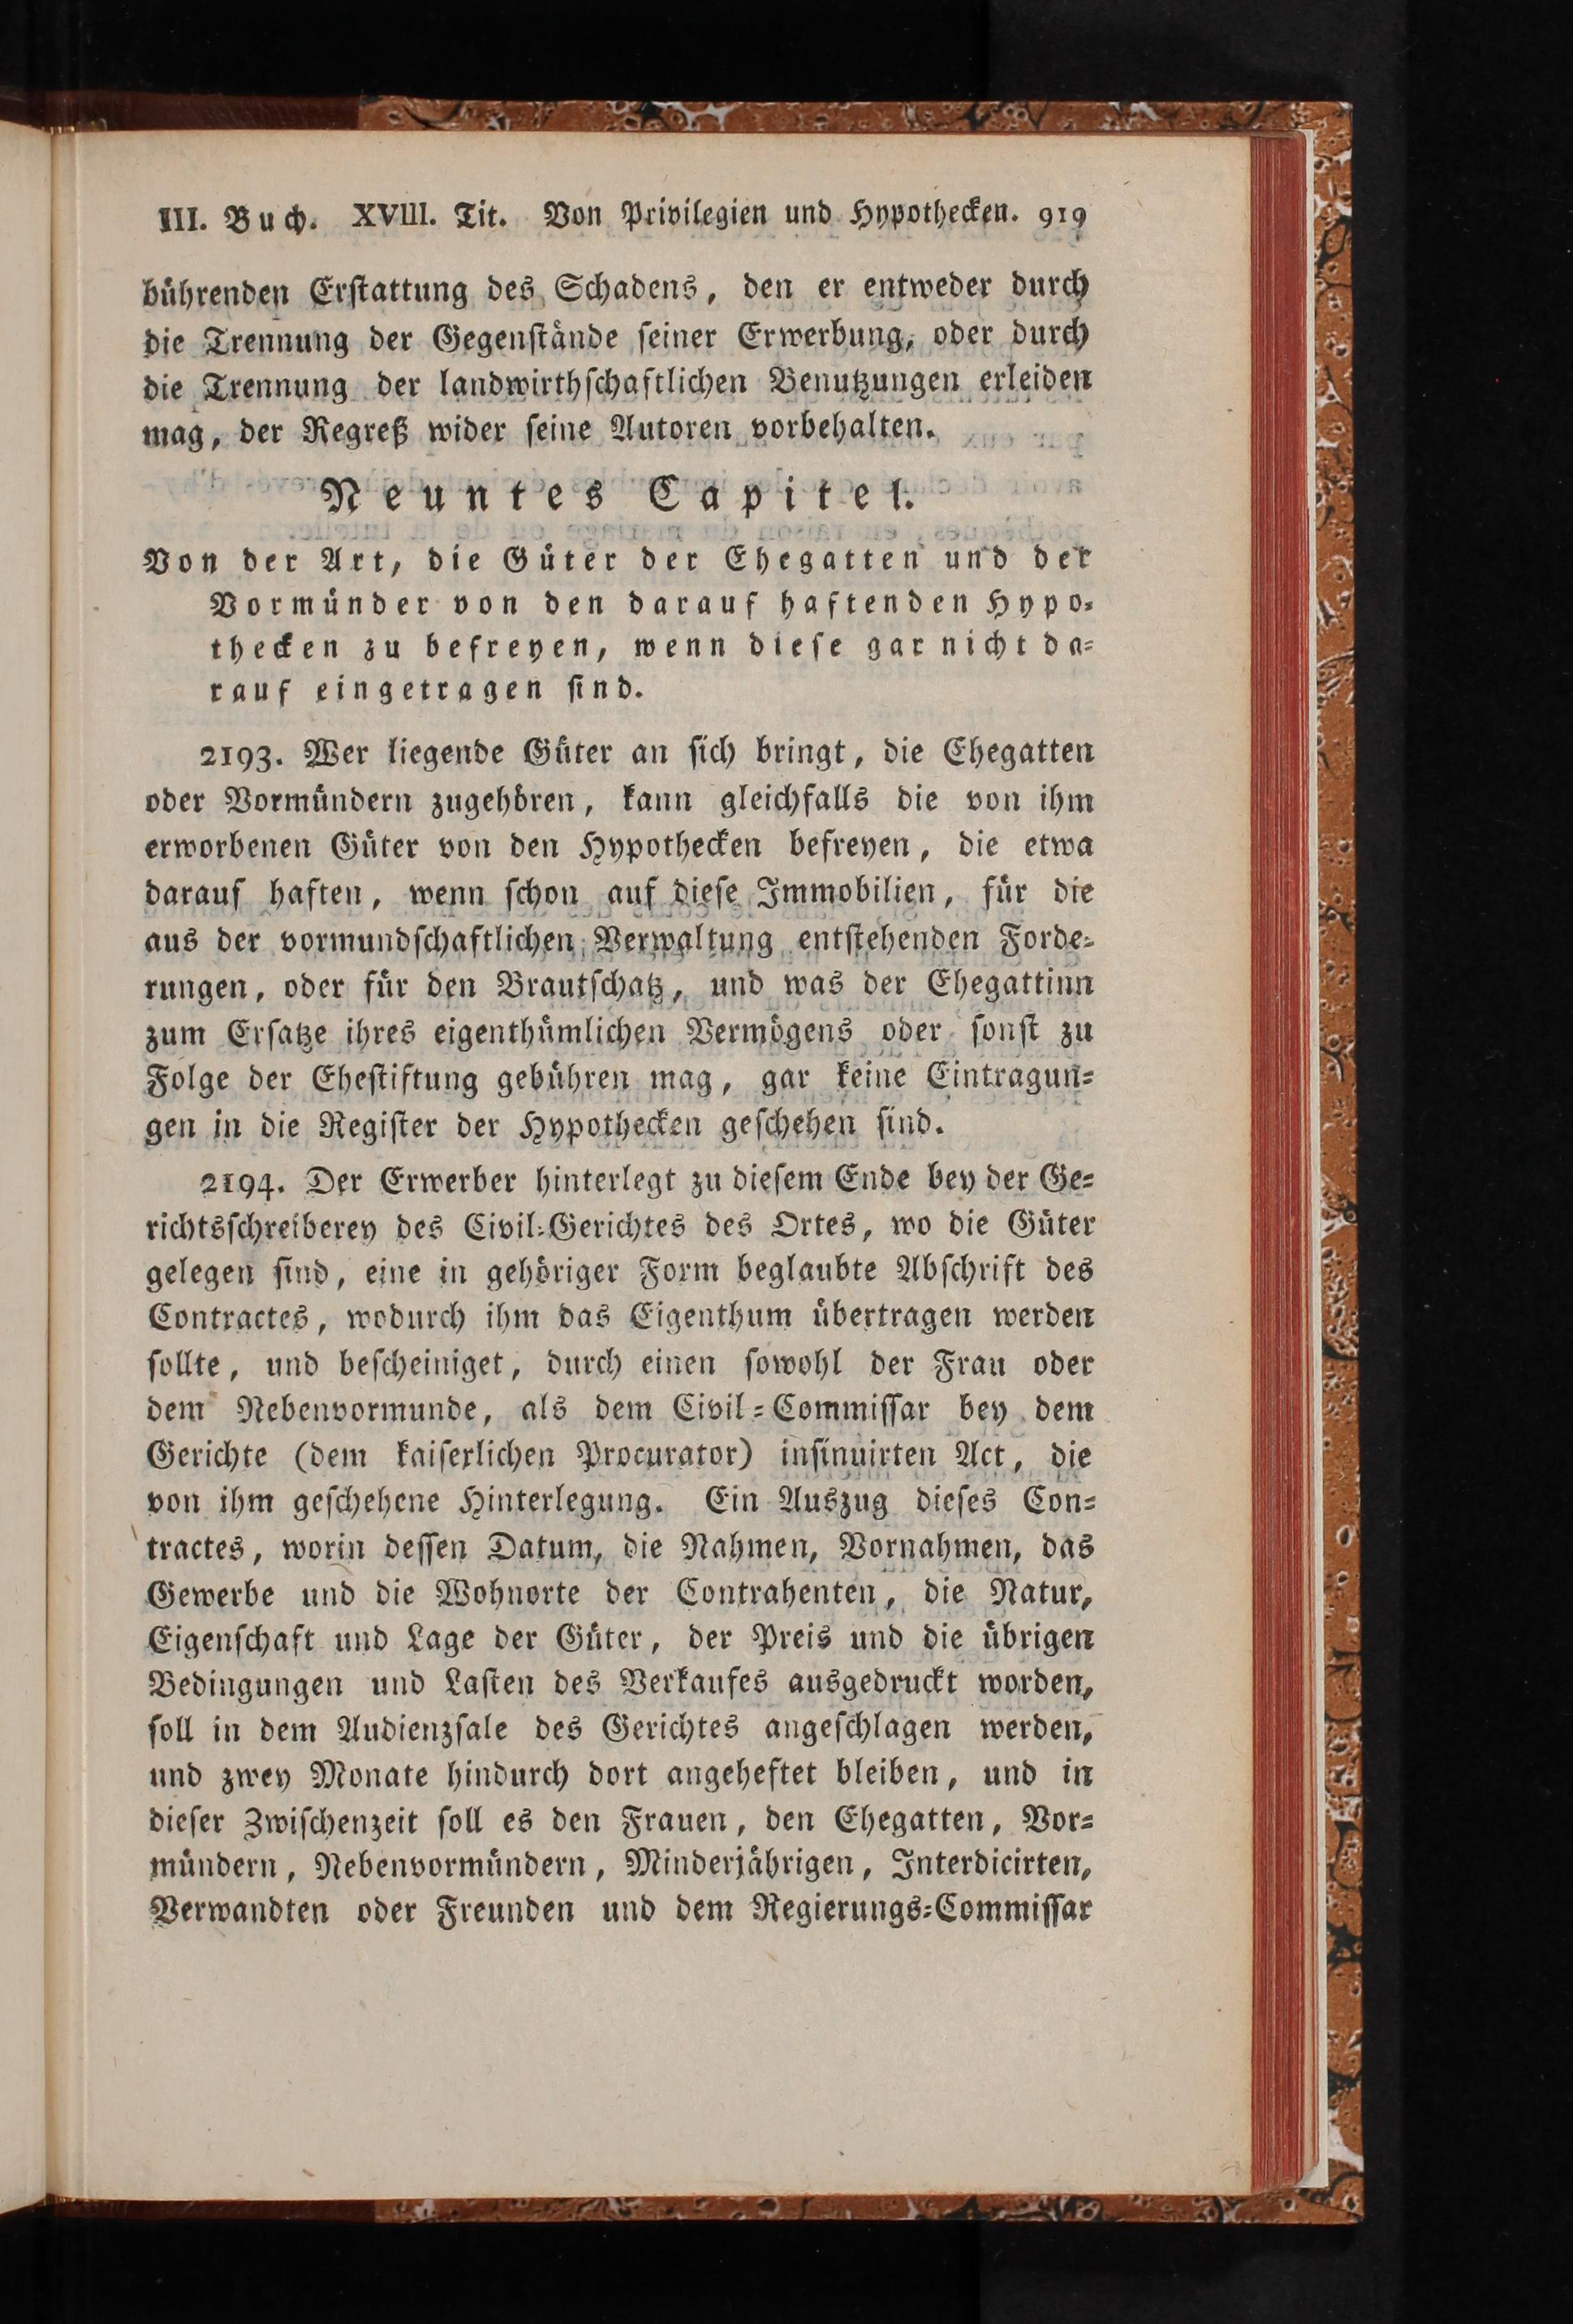 III. Buch. XVIII. Tit. Von Privilegien und Hypothecken. 919
bührenden Erstattung des Schadens, den er entweder durch
die Trennung der Gegenstände seiner Erwerbung, oder durch
die Trennung der landwirthschaftlichen Benutzungen erleiden
mag, der Regreß wider seine Autoren vorbehalten.
Neuntes Capitel.
Von der Art, die Güter der Ehegatten und der
Vormünder von den darauf haftenden Hypo-
thecken zu befreyen, wenn diese gar nicht da-
rauf eingetragen sind.
2193. Wer liegende Güter an sich bringt, die Ehegatten
oder Vormündern zugehören, kann gleichfalls die von ihm
erworbenen Güter von den Hypothecken befreyen, die etwa
darauf haften, wenn schon auf diese Immobilien, für die
aus der vormundschaftlichen Verwaltung entstehenden Forde-
rungen, oder für den Brautschatz, und was der Ehegattinn
zum Ersatze ihres eigenthümlichen Vermögens oder sonst zu
Folge der Ehestiftung gebühren mag, gar keine Eintragun-
gen in die Register der Hypothecken geschehen sind.
2194. Der Erwerber hinterlegt zu diesem Ende bey der Ge-
richtsschreiberey des Civil-Gerichtes des Ortes, wo die Güter
gelegen sind, eine in gehöriger Form beglaubte Abschrift des
Contractes, wodurch ihm das Eigenthum übertragen werden
sollte, und bescheiniget, durch einen sowohl der Frau oder
dem Nebenvormunde, als dem Civil-Commissar bey dem
Gerichte (dem kaiserlichen Procurator) insinuirten Act, die
von ihm geschehene Hinterlegung. Ein Auszug dieses Con-
tractes, worin dessen Datum, die Nahmen, Vornahmen, das
Gewerbe und die Wohnorte der Contrahenten, die Natur,
Eigenschaft und Lage der Güter, der Preis und die übrigen
Bedingungen und Lasten des Verkaufes ausgedruckt worden,
soll in dem Audienzsale des Gerichtes angeschlagen werden,
und zwey Monate hindurch dort angeheftet bleiben, und in
dieser Zwischenzeit soll es den Frauen, den Ehegatten, Vor-
mündern, Nebenvormündern, Minderjährigen, Interdicirten,
Verwandten oder Freunden und dem Regierungs-Commissar